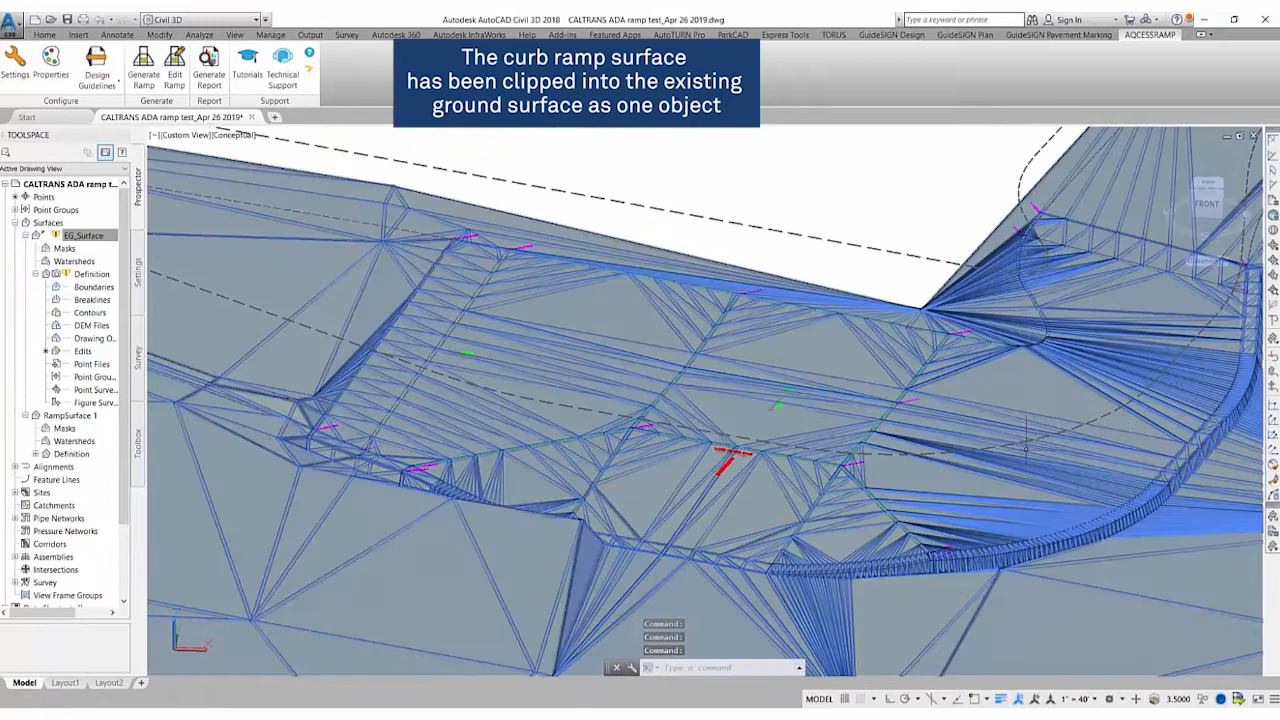 Civil 3D
Autodesk AutoCAD Civil 3D 2018 CALTRANS ADA ramp test_Apr 26 2019.dwg
Type a keyword or phrase
Sign In
Home Insert Annotate Modify Analyze View Manage Output Survey Autodesk 360 Autodesk InfraWorks Help Add-ins Featured Apps AutoTURN Pro ParkCAD Express Tools TORUS GuideSIGN Design GuideSIGN Plan GuideSIGN Pavement Marking AQCESSRAMP
The curb ramp surface
has been clipped into the existing
ground surface as one object
Settings Properties Design Guidelines Generate Ramp Edit Ramp Generate Report Tutorials Technical Support
Configure Generate Report Support
Start CALTRANS ADA ramp test_Apr 26 2019*
TOOLSPACE
[−][Custom View][Conceptual]
Active Drawing View
CALTRANS ADA ramp t...
Points
Point Groups
Surfaces
EG_Surface
Masks
Watersheds
Definition
Boundaries
Breaklines
Contours
DEM Files
Drawing O...
Edits
Point Files
Point Grou...
Point Surve...
Figure Surv...
RampSurface 1
Masks
Watersheds
Definition
Alignments
Feature Lines
Sites
Catchments
Pipe Networks
Pressure Networks
Corridors
Assemblies
Intersections
Survey
View Frame Groups
Prospector
Settings
Survey
Toolbox
FRONT
Command:
Command:
Command:
Type a command
Model Layout1 Layout2
MODEL 1" = 40' 3.5000